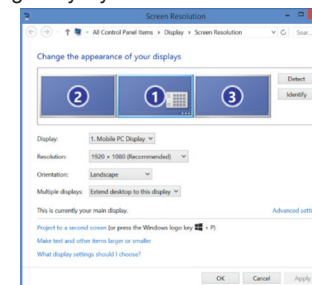 Screen Resolution
All Control Panel Items › Display › Screen Resolution
Sear...
Change the appearance of your displays
2
1
3
Detect
Identify
Display: 1. Mobile PC Display
Resolution: 1920 × 1080 (Recommended)
Orientation: Landscape
Multiple displays: Extend desktop to this display
This is currently your main display.
Advanced setti
Project to a second screen (or press the Windows logo key + P)
Make text and other items larger or smaller
What display settings should I choose?
OK Cancel Apply